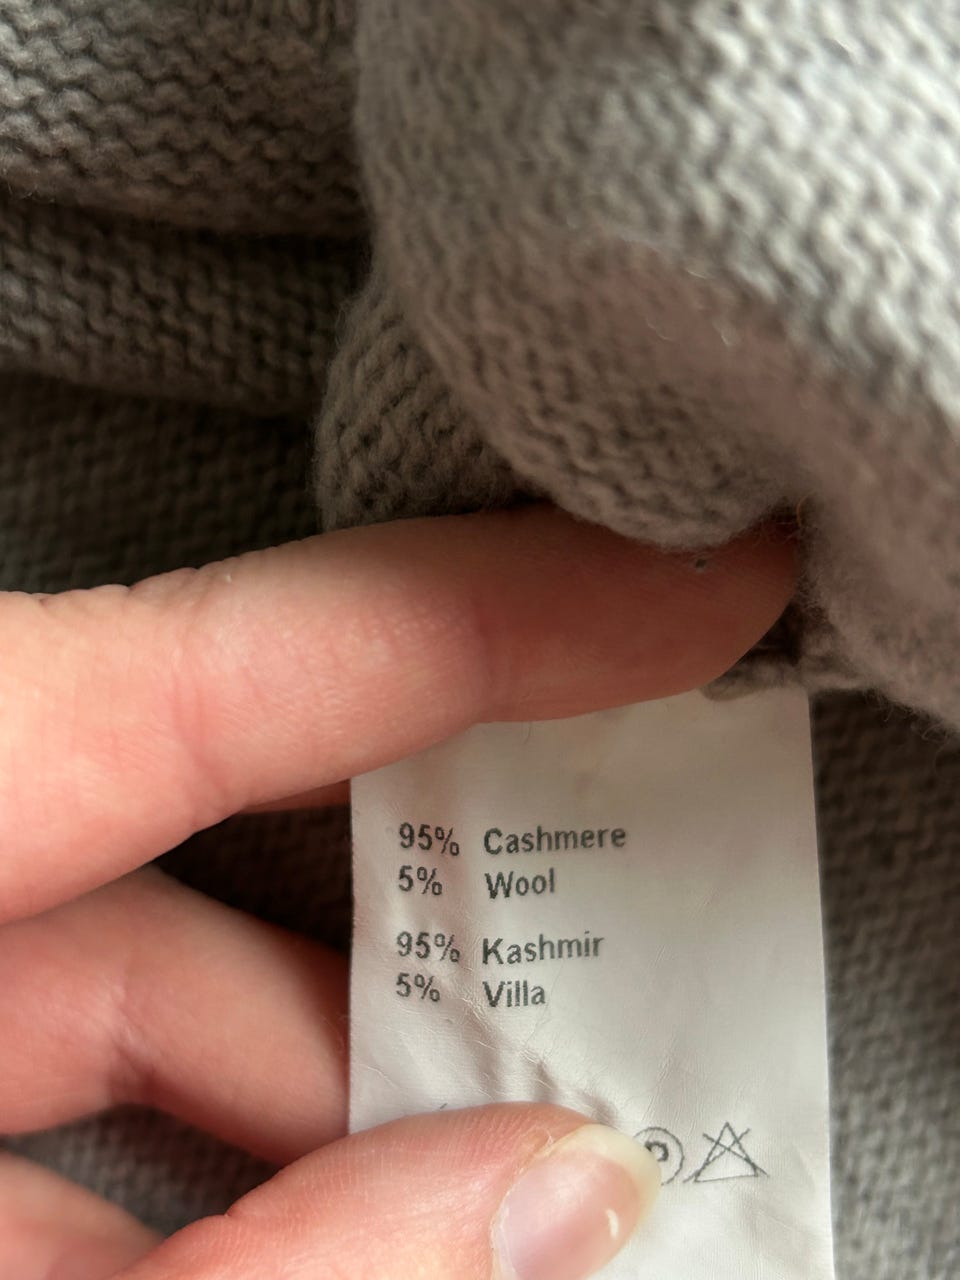 95% Cashmere
5% Wool
95% Kashmir
5% Villa
P